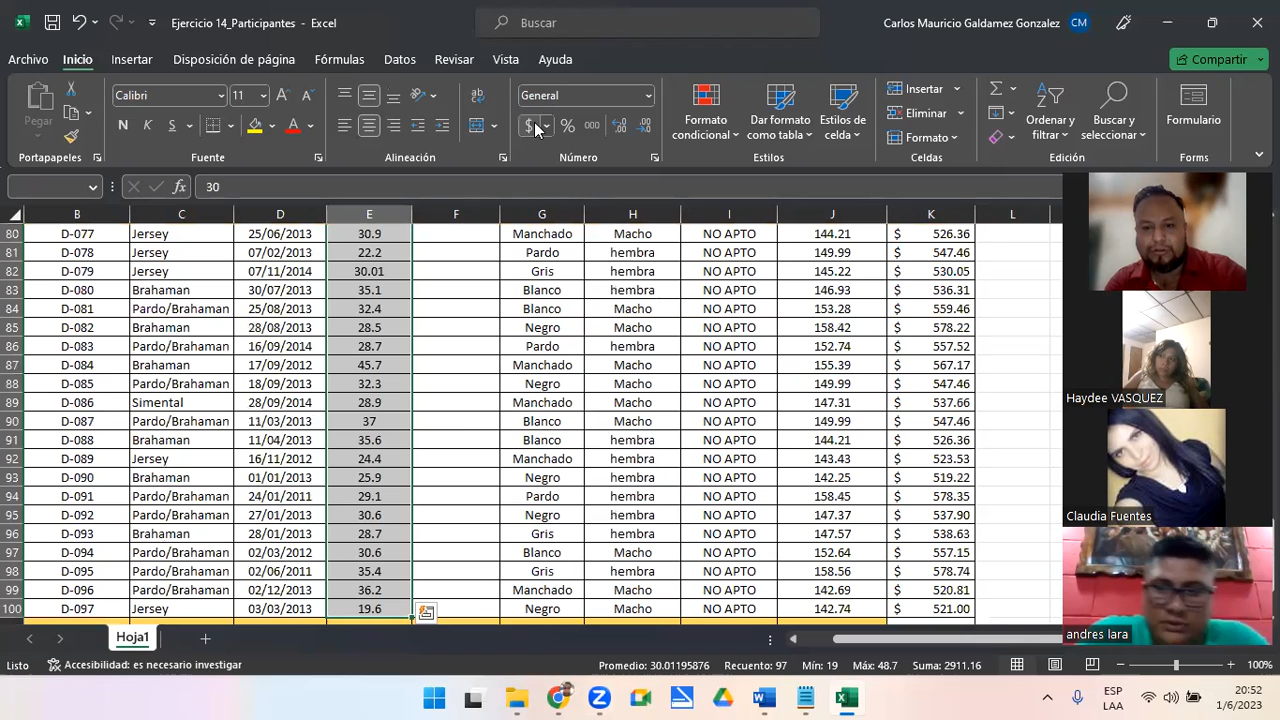 Ejercicio 14_Participantes - Excel
Buscar
Carlos Mauricio Galdamez Gonzalez
CM
Archivo Inicio Insertar Disposición de página Fórmulas Datos Revisar Vista Ayuda
Compartir
Pegar
Calibri 11
N K S
A A
ab
General
$ % 000
Formato condicional
Dar formato como tabla
Estilos de celda
Insertar
Eliminar
Formato
Ordenar y filtrar
Buscar y seleccionar
Formulario
Portapapeles Fuente Alineación Número Estilos Celdas Edición Forms
fx 30
B C D E F G H I J K L
80 D-077 Jersey 25/06/2013 30.9 Manchado Macho NO APTO 144.21 $ 526.36
81 D-078 Jersey 07/02/2013 22.2 Pardo hembra NO APTO 149.99 $ 547.46
82 D-079 Jersey 07/11/2014 30.01 Gris hembra NO APTO 145.22 $ 530.05
83 D-080 Brahaman 30/07/2013 35.1 Blanco hembra NO APTO 146.93 $ 536.31
84 D-081 Pardo/Brahaman 25/08/2013 32.4 Blanco Macho NO APTO 153.28 $ 559.46
85 D-082 Brahaman 28/08/2013 28.5 Negro Macho NO APTO 158.42 $ 578.22
86 D-083 Pardo/Brahaman 16/09/2014 28.7 Pardo hembra NO APTO 152.74 $ 557.52
87 D-084 Brahaman 17/09/2012 45.7 Manchado Macho NO APTO 155.39 $ 567.17
88 D-085 Pardo/Brahaman 18/09/2013 32.3 Negro Macho NO APTO 149.99 $ 547.46
89 D-086 Simental 28/09/2014 28.9 Manchado Macho NO APTO 147.31 $ 537.66
90 D-087 Pardo/Brahaman 11/03/2013 37 Blanco Macho NO APTO 149.99 $ 547.46
91 D-088 Brahaman 11/04/2013 35.6 Blanco hembra NO APTO 144.21 $ 526.36
92 D-089 Jersey 16/11/2012 24.4 Manchado hembra NO APTO 143.43 $ 523.53
93 D-090 Brahaman 01/01/2013 25.9 Negro hembra NO APTO 142.25 $ 519.22
94 D-091 Pardo/Brahaman 24/01/2011 29.1 Pardo hembra NO APTO 158.45 $ 578.35
95 D-092 Pardo/Brahaman 27/01/2013 30.6 Negro hembra NO APTO 147.37 $ 537.90
96 D-093 Brahaman 28/01/2013 28.7 Gris hembra NO APTO 147.57 $ 538.63
97 D-094 Pardo/Brahaman 02/03/2012 30.6 Blanco Macho NO APTO 152.64 $ 557.15
98 D-095 Pardo/Brahaman 02/06/2011 35.4 Gris hembra NO APTO 158.56 $ 578.74
99 D-096 Pardo/Brahaman 02/12/2013 36.2 Manchado Macho NO APTO 142.69 $ 520.81
100 D-097 Jersey 03/03/2013 19.6 Negro Macho NO APTO 142.74 $ 521.00
Haydee VASQUEZ
Claudia Fuentes
andres lara
Hoja1
Listo Accesibilidad: es necesario investigar Promedio: 30.01195876 Recuento: 97 Mín: 19 Máx: 48.7 Suma: 2911.16 100%
ESP
LAA
20:52
1/6/2023